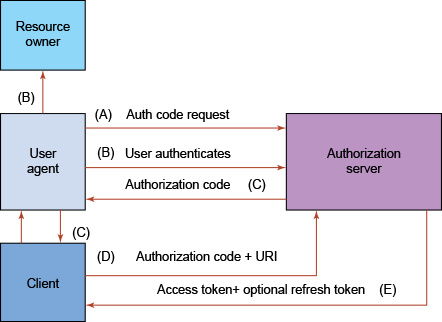 Resource
owner
(B)
(A) Auth code request
User
agent
(B) User authenticates
Authorization
server
Authorization code (C)
(C)
(D) Authorization code + URI
Client
Access token+ optional refresh token (E)